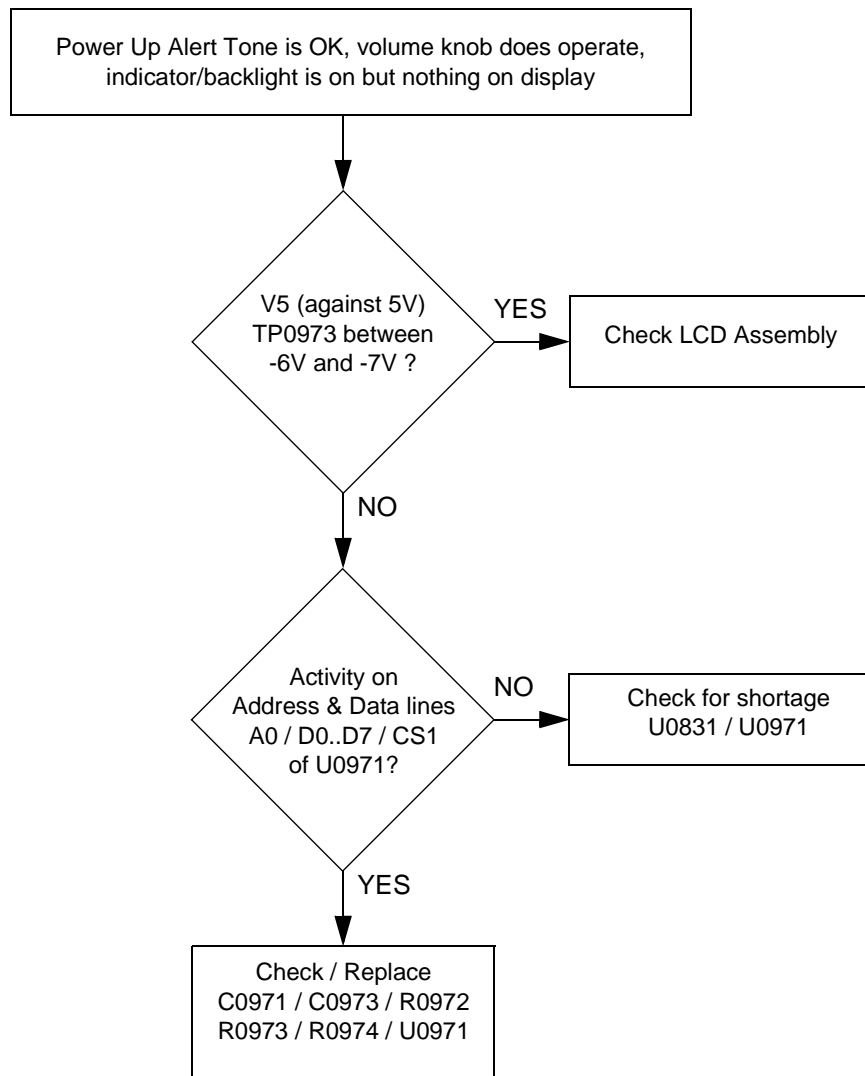 Power Up Alert Tone is OK, volume knob does operate,
indicator/backlight is on but nothing on display
V5 (against 5V)
TP0973 between
-6V and -7V ?
YES
Check LCD Assembly
NO
Activity on
Address & Data lines
A0 / D0..D7 / CS1
of U0971?
NO
Check for shortage
U0831 / U0971
YES
Check / Replace
C0971 / C0973 / R0972
R0973 / R0974 / U0971